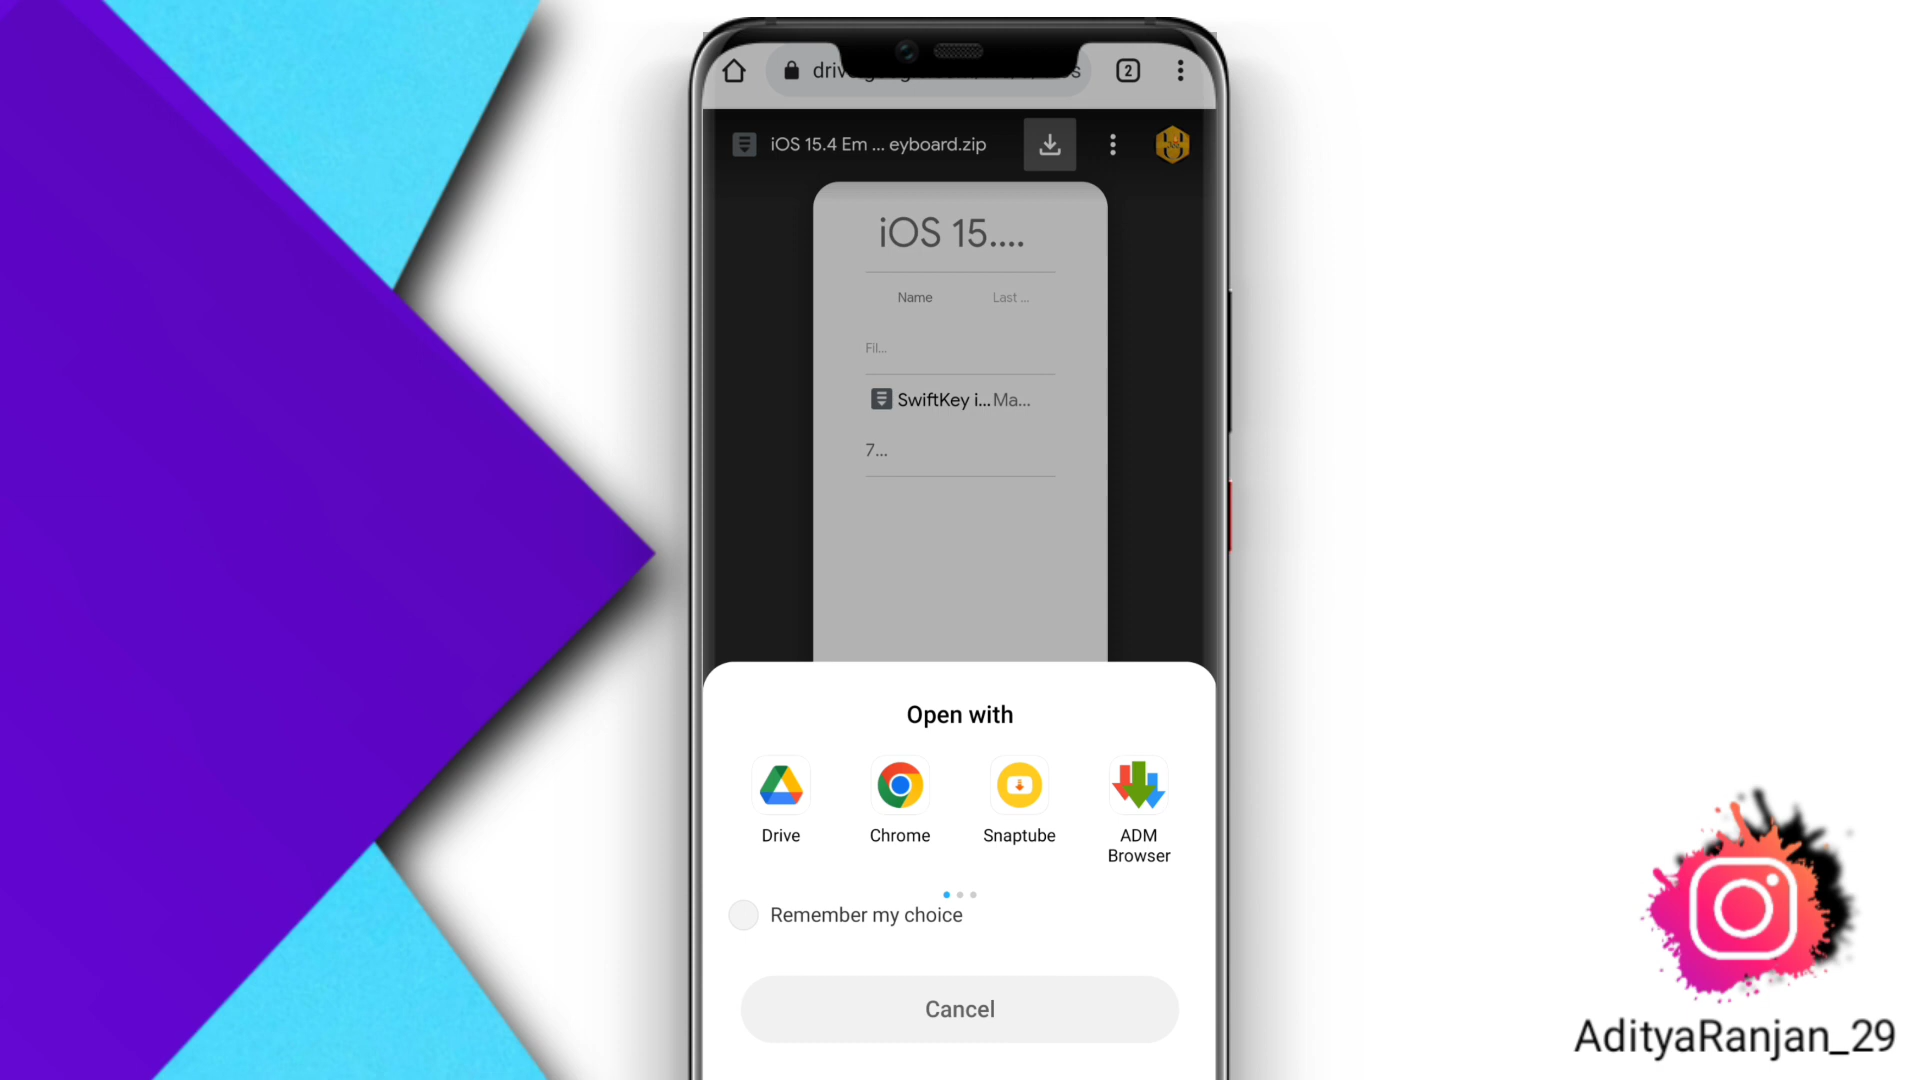 2
iOS 15.4 Em ... eyboard.zip
iOS 15....
Name Last ...
Fil...
SwiftKey i... Ma...
7...
Open with
Drive Chrome Snaptube ADM Browser
Remember my choice
Cancel
AdityaRanjan_29